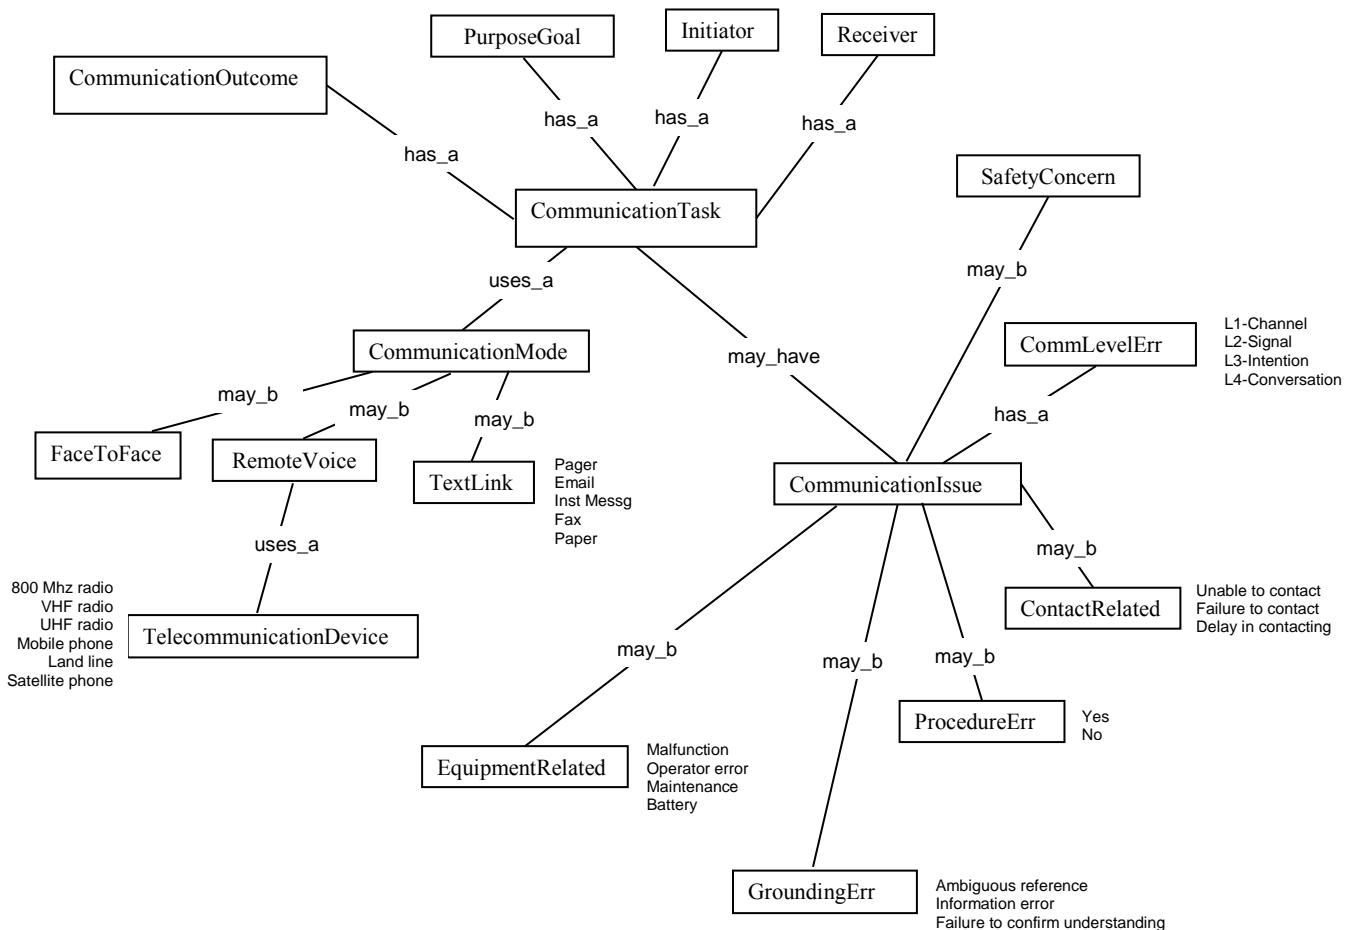 PurposeGoal
Initiator
Receiver
CommunicationOutcome
has_a
has_a
has_a
has_a
SafetyConcern
CommunicationTask
may_b
uses_a
CommLevelErr
L1-Channel
L2-Signal
L3-Intention
L4-Conversation
CommunicationMode
may_have
may_b
may_b
may_b
has_a
FaceToFace
RemoteVoice
TextLink
Pager
Email
Inst Messg
Fax
Paper
CommunicationIssue
uses_a
may_b
800 Mhz radio
VHF radio
UHF radio
Mobile phone
Land line
Satellite phone
TelecommunicationDevice
ContactRelated
Unable to contact
Failure to contact
Delay in contacting
may_b
may_b
may_b
ProcedureErr
Yes
No
EquipmentRelated
Malfunction
Operator error
Maintenance
Battery
GroundingErr
Ambiguous reference
Information error
Failure to confirm understanding